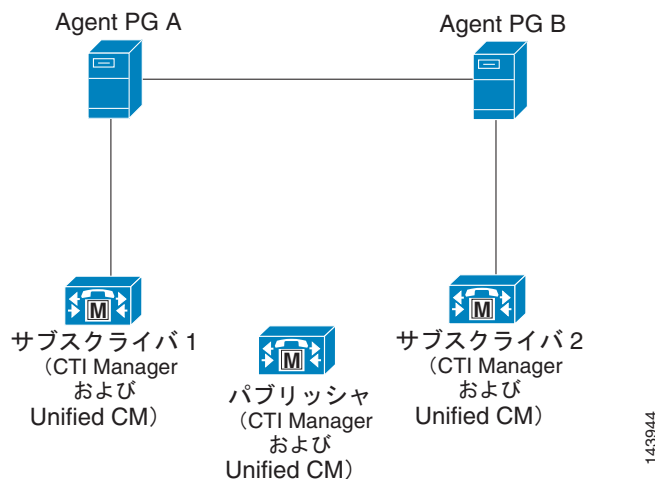 Agent PG A
Agent PG B
M
サブスクライバ 1
（CTI Manager
および
Unified CM）
M
パブリッシャ
（CTI Manager
および
Unified CM）
M
サブスクライバ 2
（CTI Manager
および
Unified CM）
143944